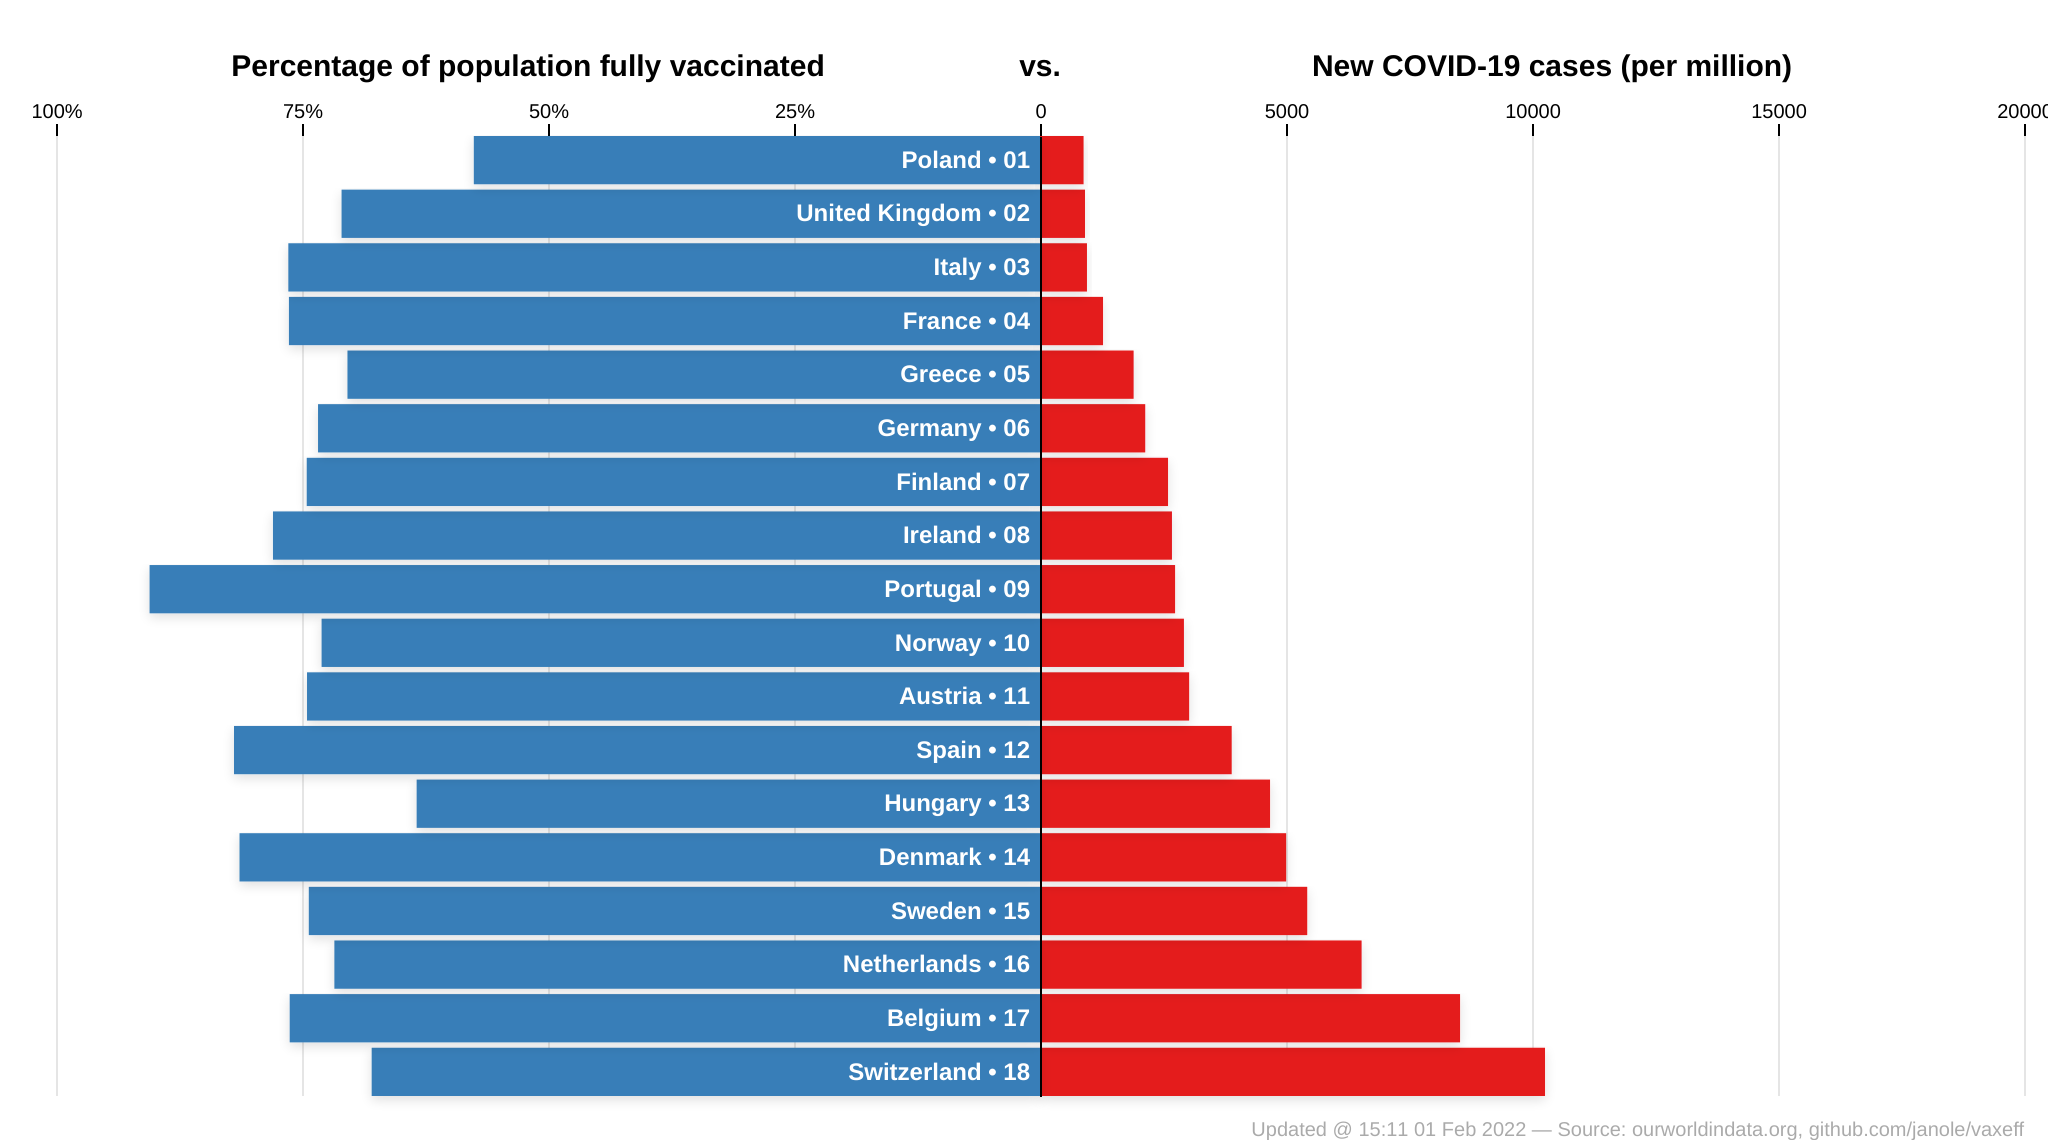 Percentage of population fully vaccinated vs. New COVID-19 cases (per million)
100% 75% 50% 25% 0 5000 10000 15000 20000
Poland • 01
United Kingdom • 02
Italy • 03
France • 04
Greece • 05
Germany • 06
Finland • 07
Ireland • 08
Portugal • 09
Norway • 10
Austria • 11
Spain • 12
Hungary • 13
Denmark • 14
Sweden • 15
Netherlands • 16
Belgium • 17
Switzerland • 18
Updated @ 15:11 01 Feb 2022 — Source: ourworldindata.org, github.com/janole/vaxeff